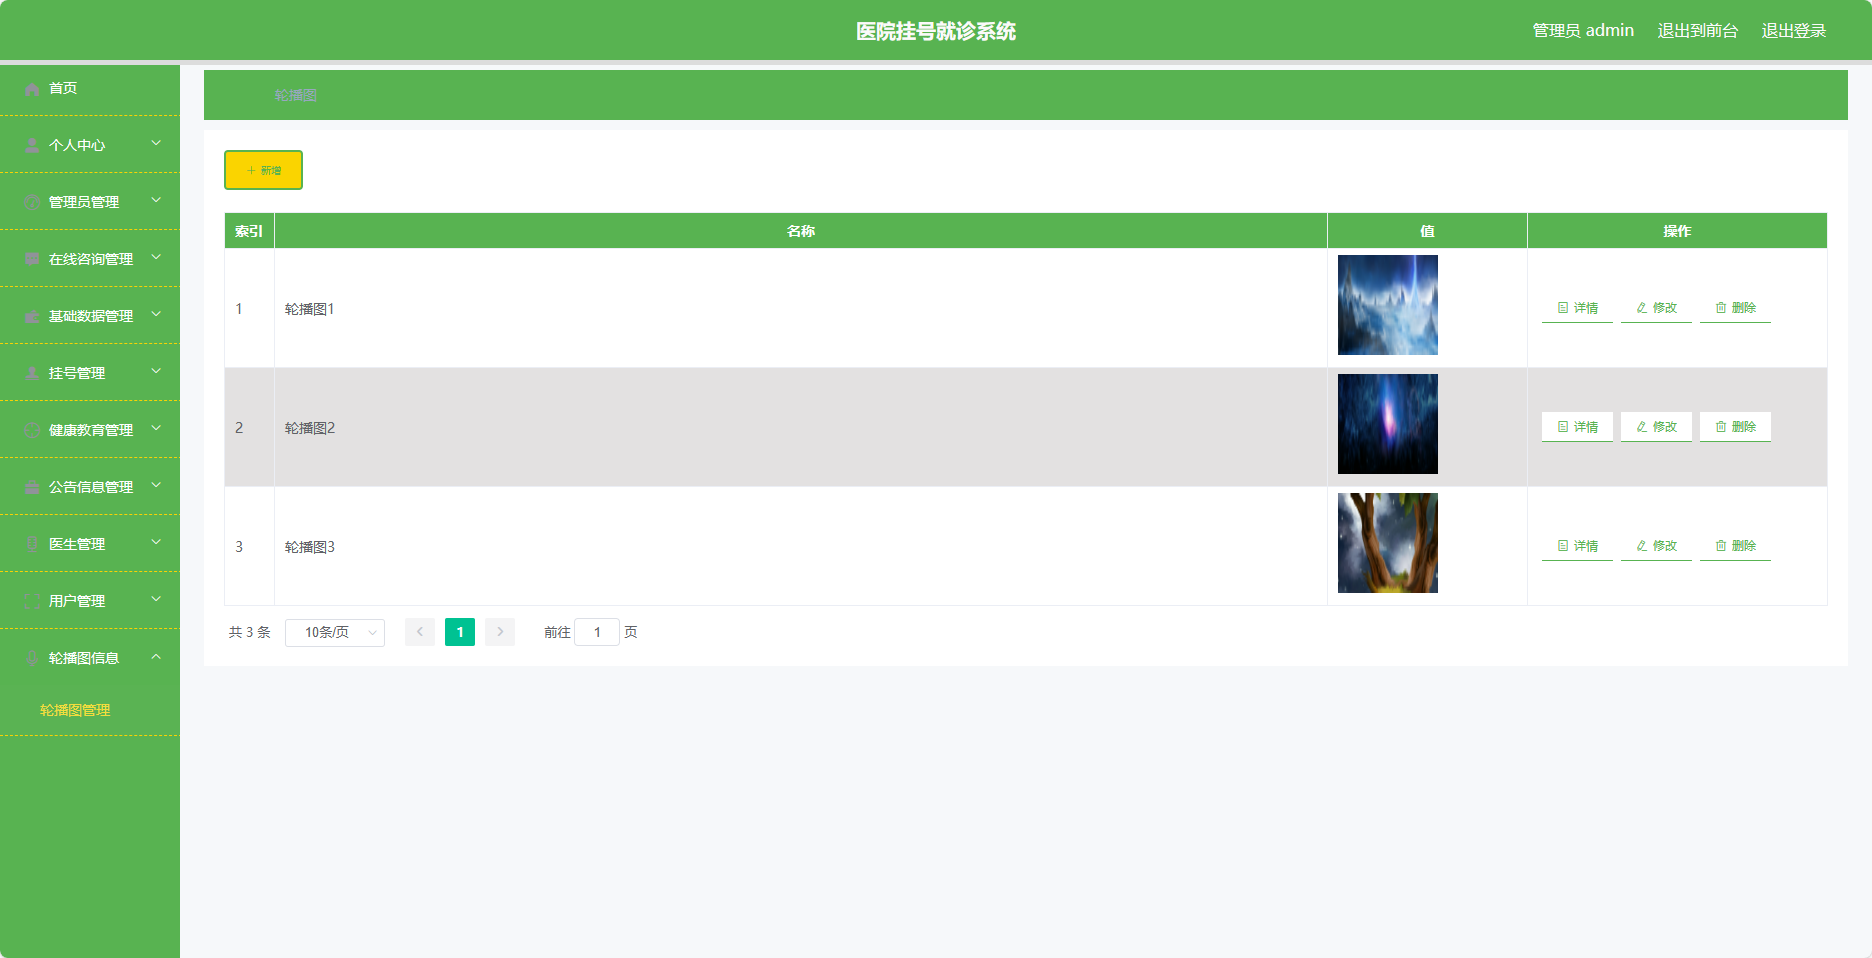 医院挂号就诊系统
管理员 admin 退出到前台 退出登录
首页
个人中心
管理员管理
在线咨询管理
基础数据管理
挂号管理
健康教育管理
公告信息管理
医生管理
用户管理
轮播图信息
轮播图管理
轮播图
新增
索引 名称 值 操作
1 轮播图1 详情 修改 删除
2 轮播图2 详情 修改 删除
3 轮播图3 详情 修改 删除
共 3 条 10条/页 1 前往 1 页